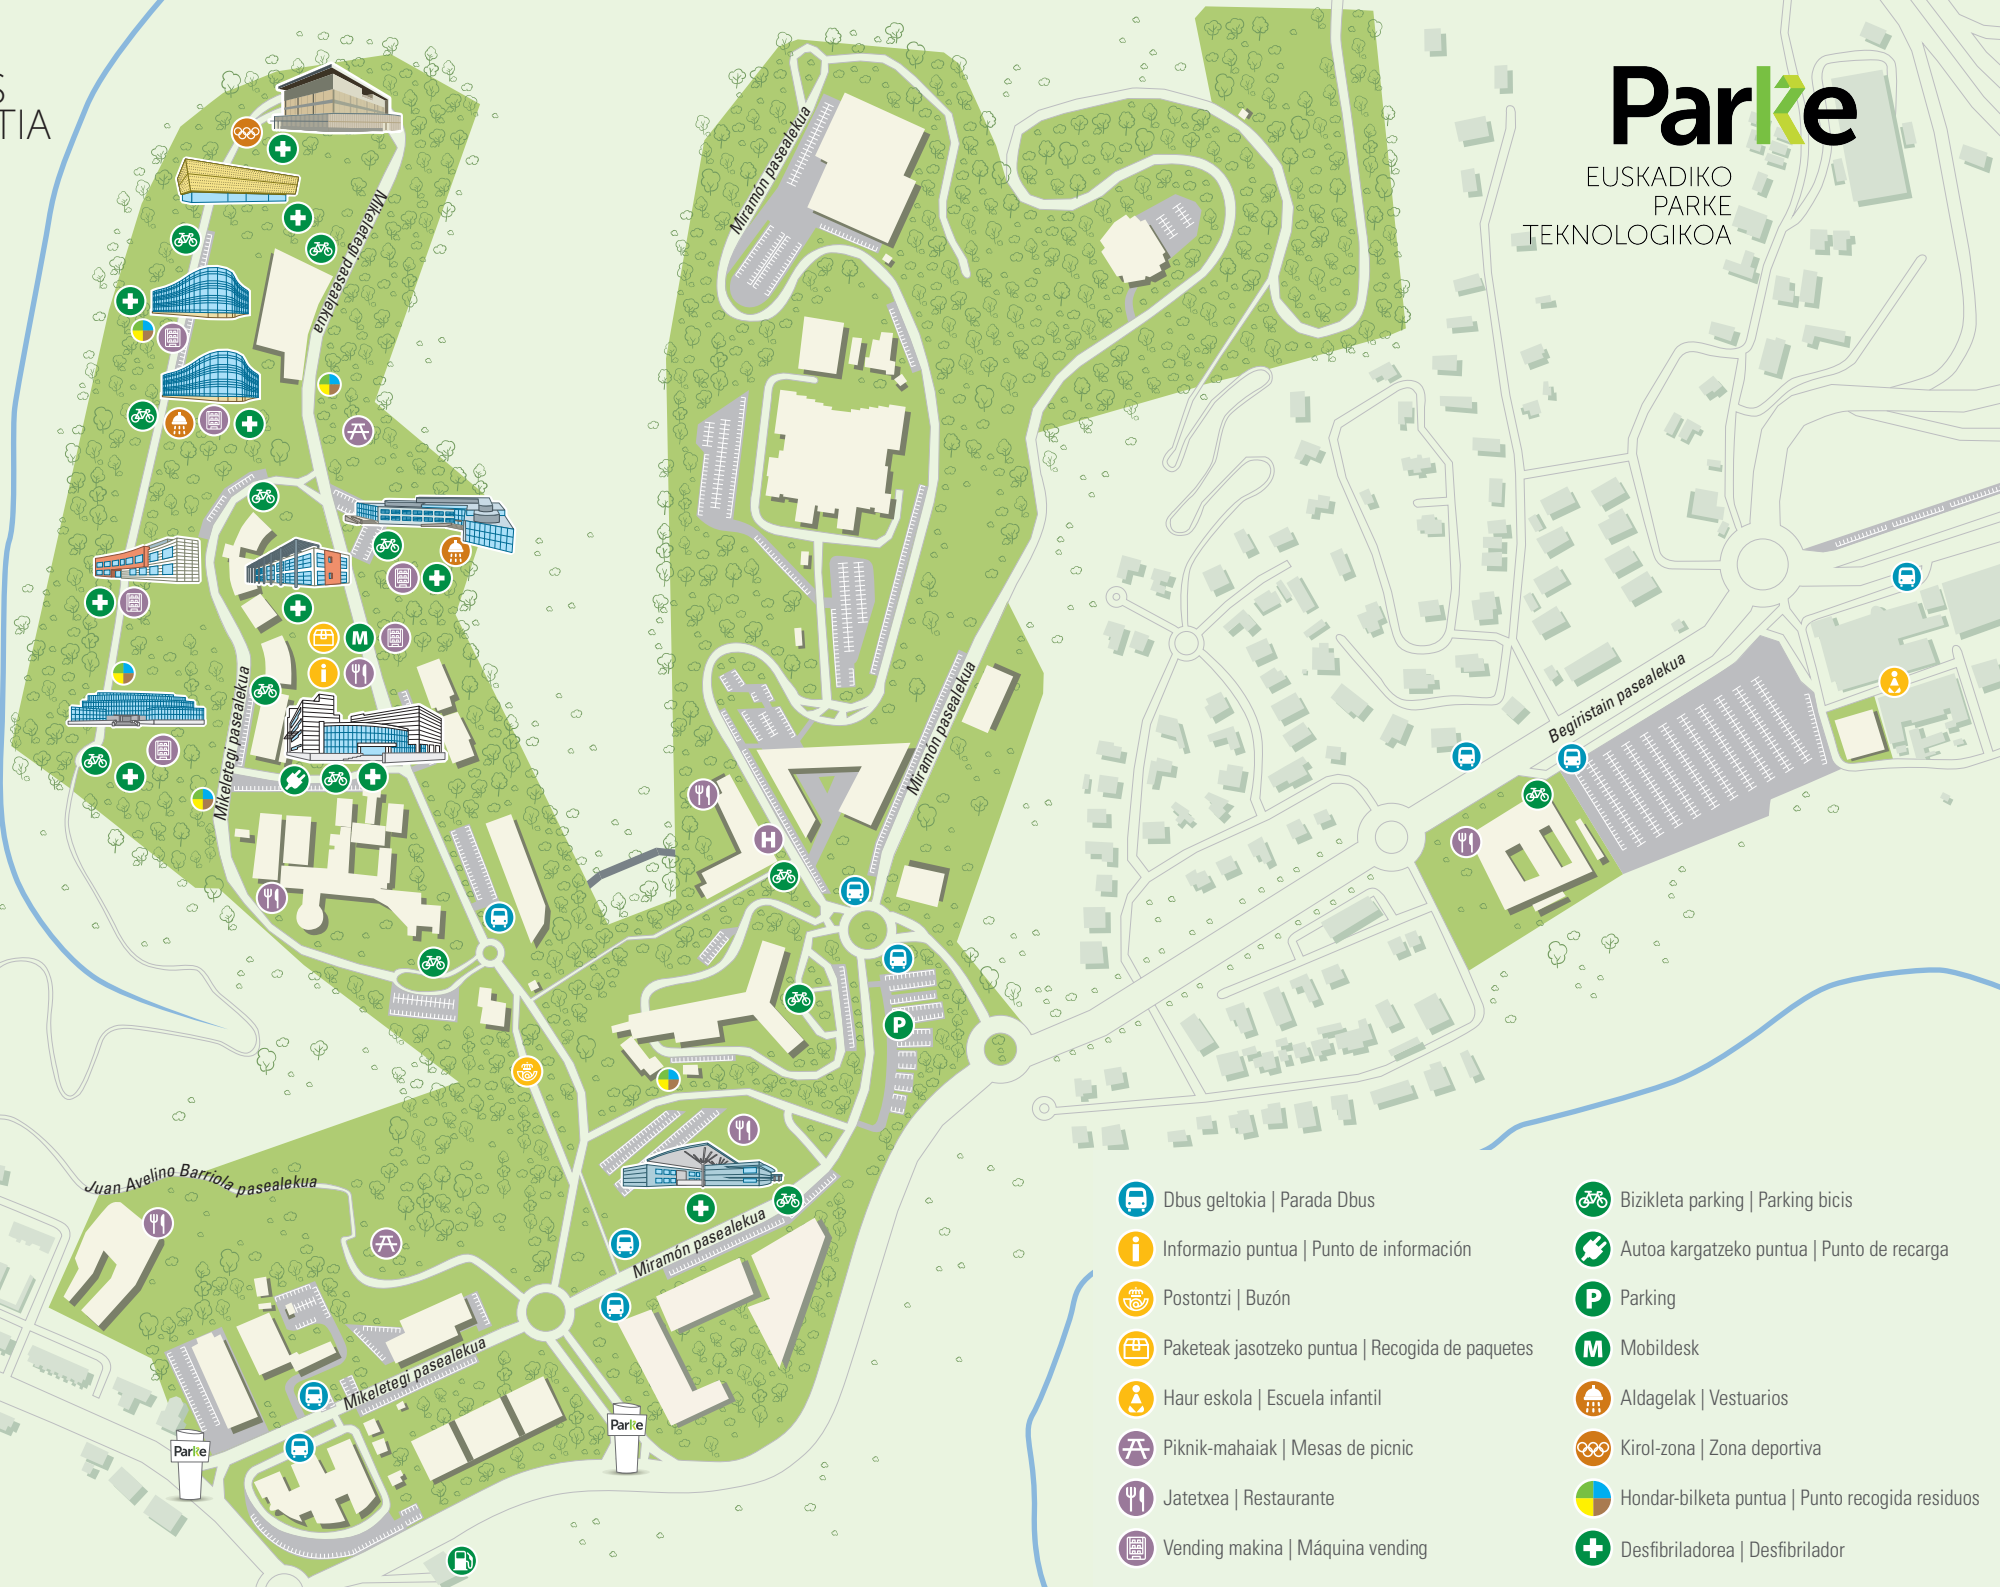 S
TIA
Parke
EUSKADIKO
PARKE
TEKNOLOGIKOA
Mikeletegi pasealekua
Miramón pasealekua
Mikeletegi pasealekua
Miramón pasealekua
Begiristain pasealekua
M
i
H
P
Juan Avelino Barriola pasealekua
Miramón pasealekua
Mikeletegi pasealekua
Parke
Parke
Dbus geltokia | Parada Dbus
i Informazio puntua | Punto de información
Postontzi | Buzón
Paketeak jasotzeko puntua | Recogida de paquetes
Haur eskola | Escuela infantil
Piknik-mahaiak | Mesas de picnic
Jatetxea | Restaurante
Vending makina | Máquina vending
Bizikleta parking | Parking bicis
Autoa kargatzeko puntua | Punto de recarga
P Parking
M Mobildesk
Aldagelak | Vestuarios
Kirol-zona | Zona deportiva
Hondar-bilketa puntua | Punto recogida residuos
Desfibriladorea | Desfibrilador